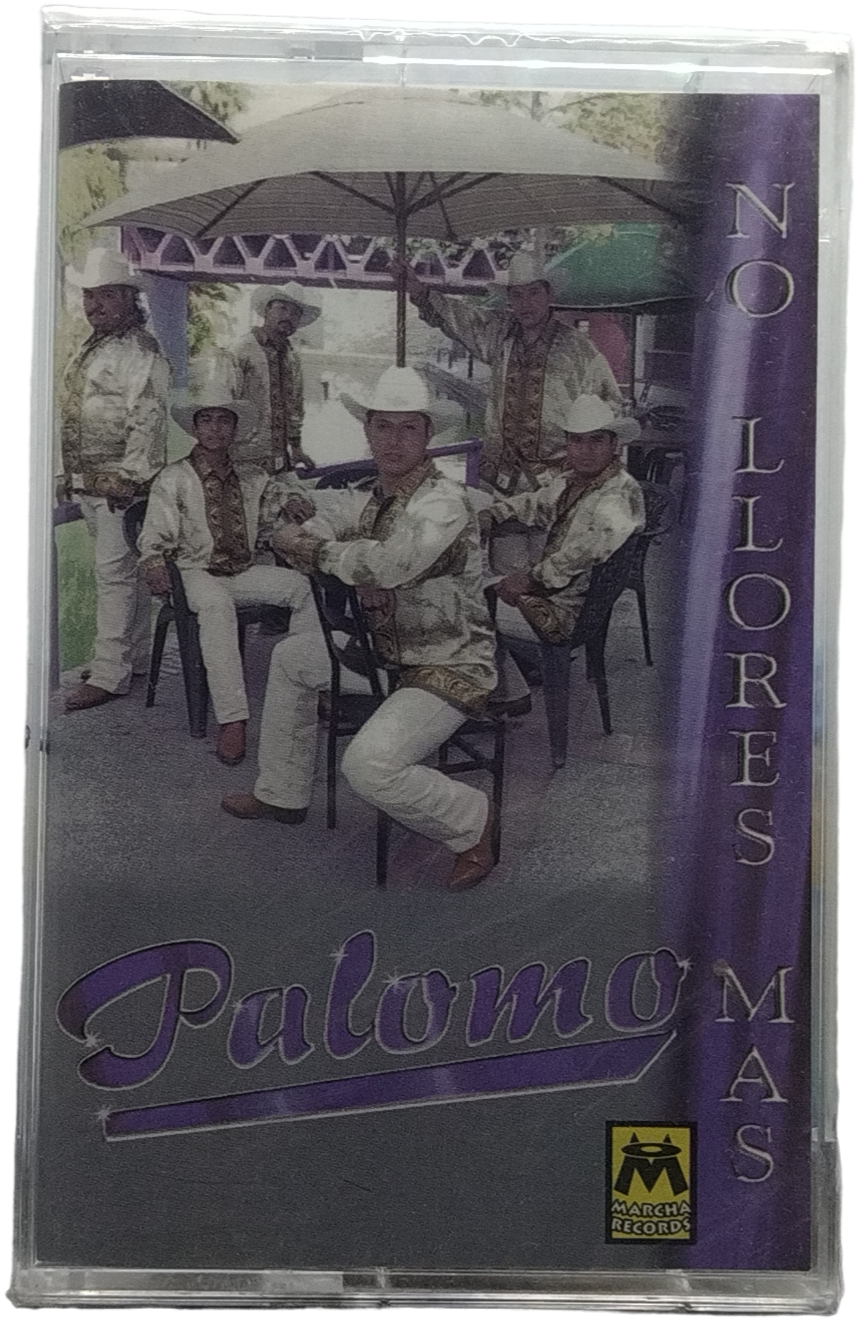 NO LLORES MAS
Palomo
MARCHA
RECORDS